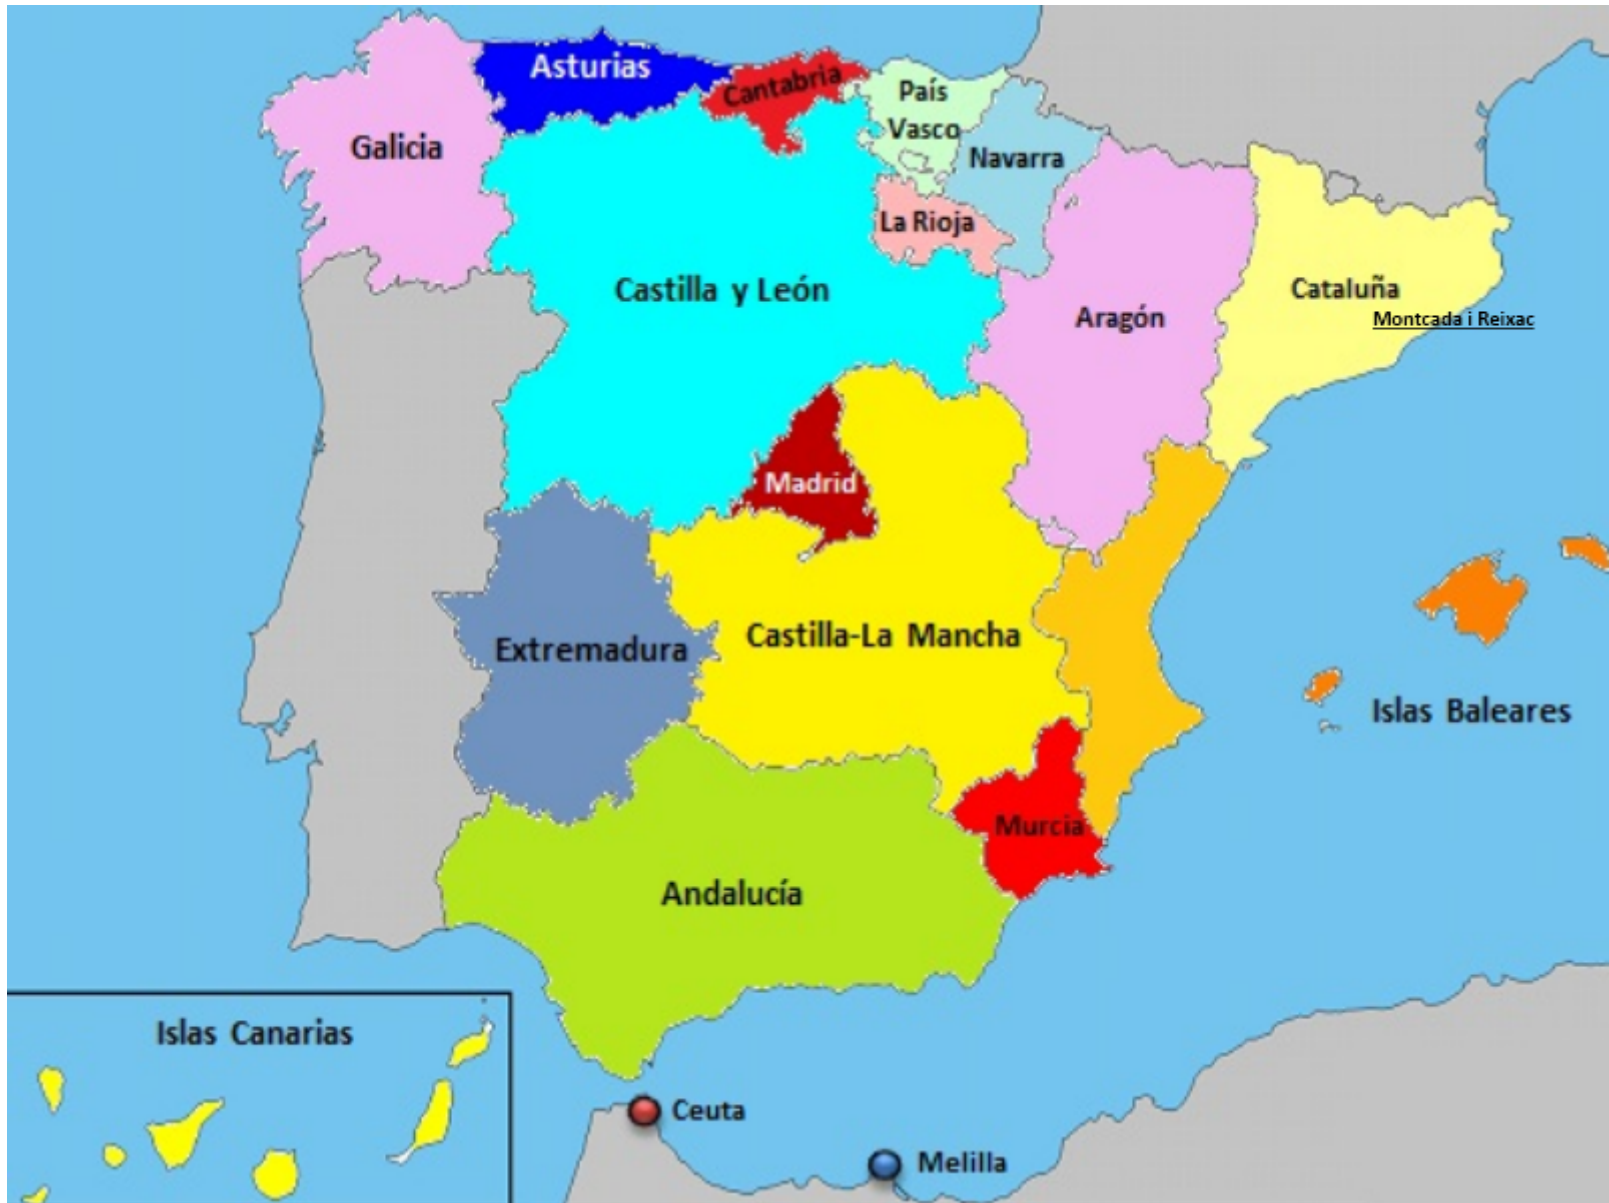 Asturias
Cantabria
País
Vasco
Galicia
Navarra
La Rioja
Castilla y León
Cataluña
Aragón
Montcada i Reixac
Madrid
Castilla-La Mancha
Extremadura
Islas Baleares
Murcia
Andalucía
Islas Canarias
Ceuta
Melilla